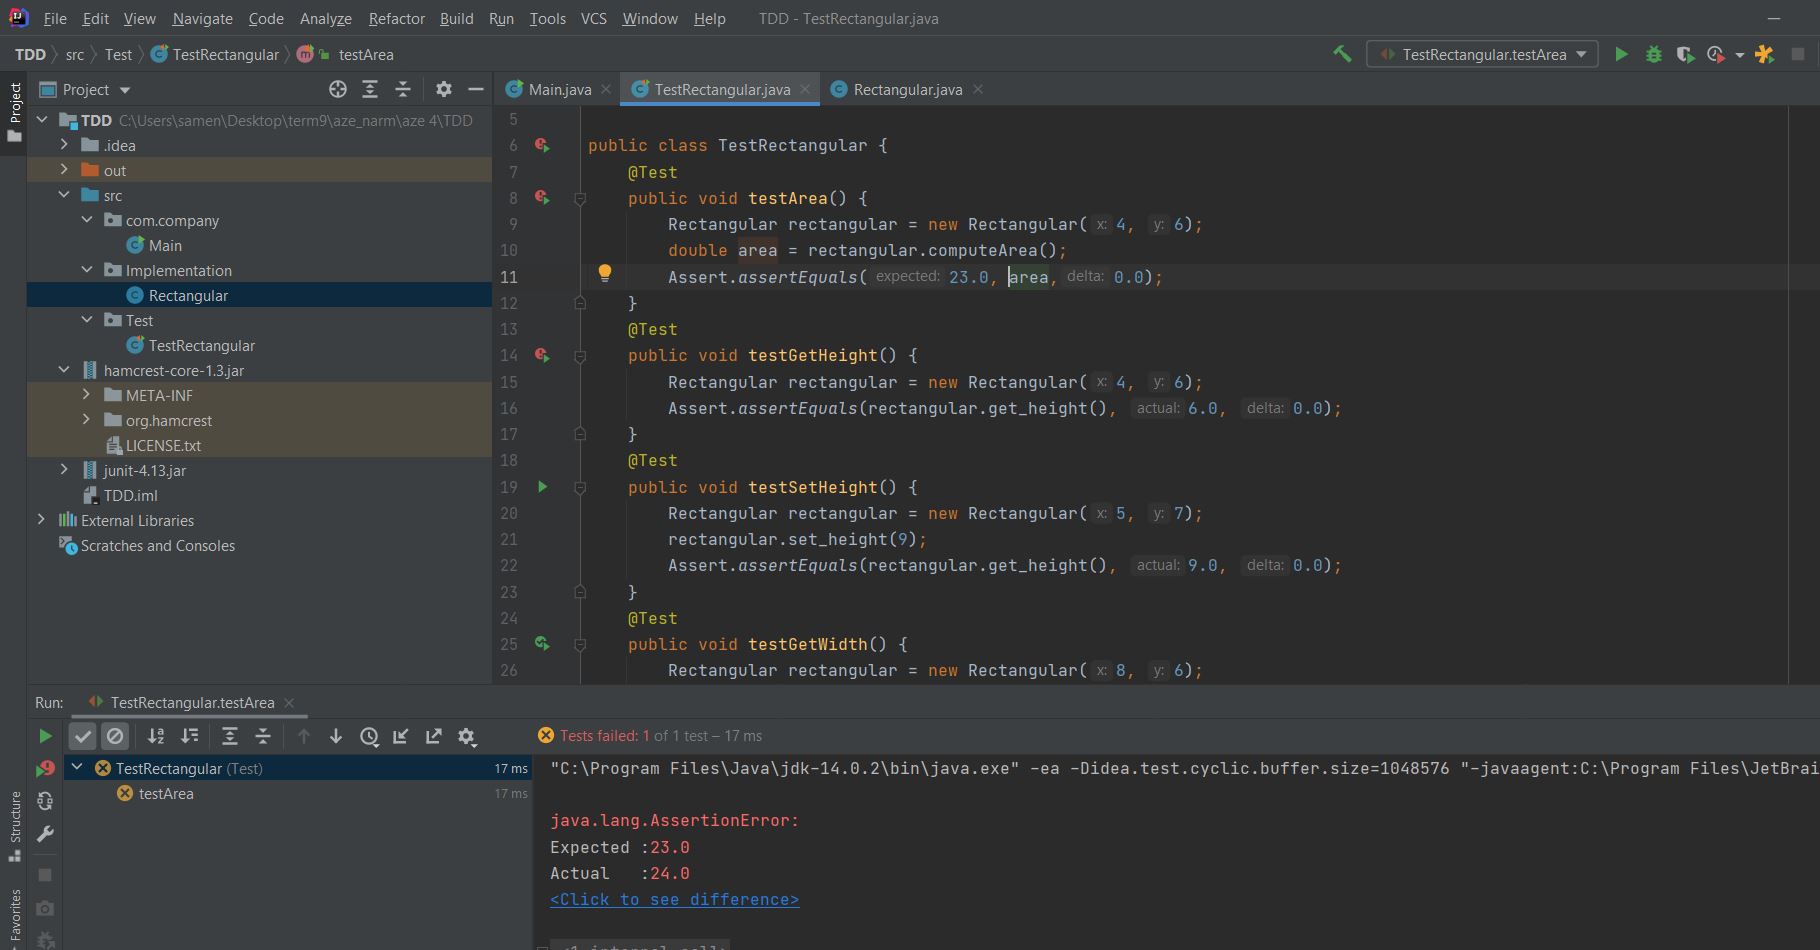 File Edit View Navigate Code Analyze Refactor Build Run Tools VCS Window Help TDD - TestRectangular.java
TDD src Test TestRectangular m testArea
TestRectangular.testArea
Project
Project
Main.java TestRectangular.java Rectangular.java
TDD C:\Users\samen\Desktop\term9\aze_narm\aze 4\TDD
.idea
out
src
com.company
Main
Implementation
Rectangular
Test
TestRectangular
hamcrest-core-1.3.jar
META-INF
org.hamcrest
LICENSE.txt
junit-4.13.jar
TDD.iml
External Libraries
Scratches and Consoles
5
6 public class TestRectangular {
7 @Test
8 public void testArea() {
9 Rectangular rectangular = new Rectangular( x: 4, y: 6);
10 double area = rectangular.computeArea();
11 Assert.assertEquals( expected: 23.0, area, delta: 0.0);
12 }
13 @Test
14 public void testGetHeight() {
15 Rectangular rectangular = new Rectangular( x: 4, y: 6);
16 Assert.assertEquals(rectangular.get_height(), actual: 6.0, delta: 0.0);
17 }
18 @Test
19 public void testSetHeight() {
20 Rectangular rectangular = new Rectangular( x: 5, y: 7);
21 rectangular.set_height(9);
22 Assert.assertEquals(rectangular.get_height(), actual: 9.0, delta: 0.0);
23 }
24 @Test
25 public void testGetWidth() {
26 Rectangular rectangular = new Rectangular( x: 8, y: 6);
Run: TestRectangular.testArea
Tests failed: 1 of 1 test – 17 ms
TestRectangular (Test) 17 ms
testArea 17 ms
"C:\Program Files\Java\jdk-14.0.2\bin\java.exe" -ea -Didea.test.cyclic.buffer.size=1048576 "-javaagent:C:\Program Files\JetBrai
java.lang.AssertionError:
Expected :23.0
Actual :24.0
<Click to see difference>
Structure
Favorites